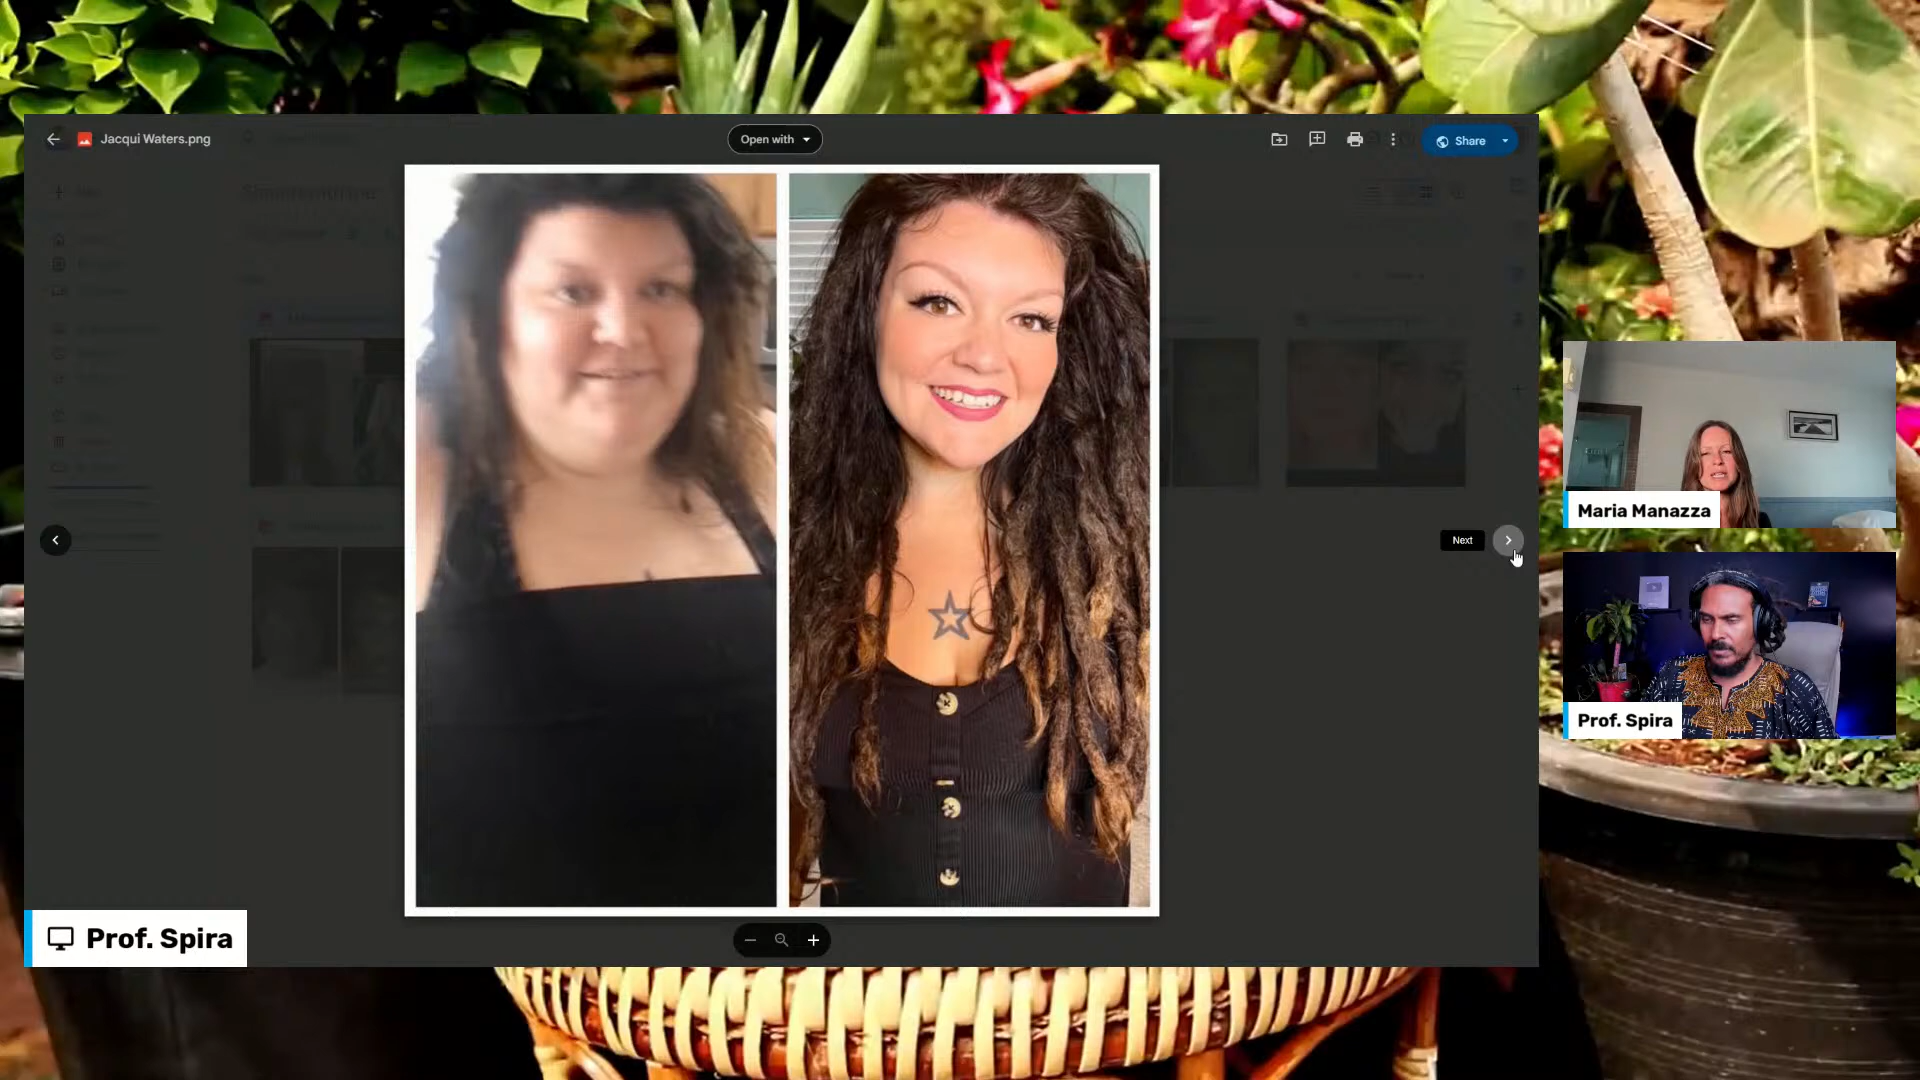 Jacqui Waters.png
Open with
Share
Next
Maria Manazza
Prof. Spira
Prof. Spira